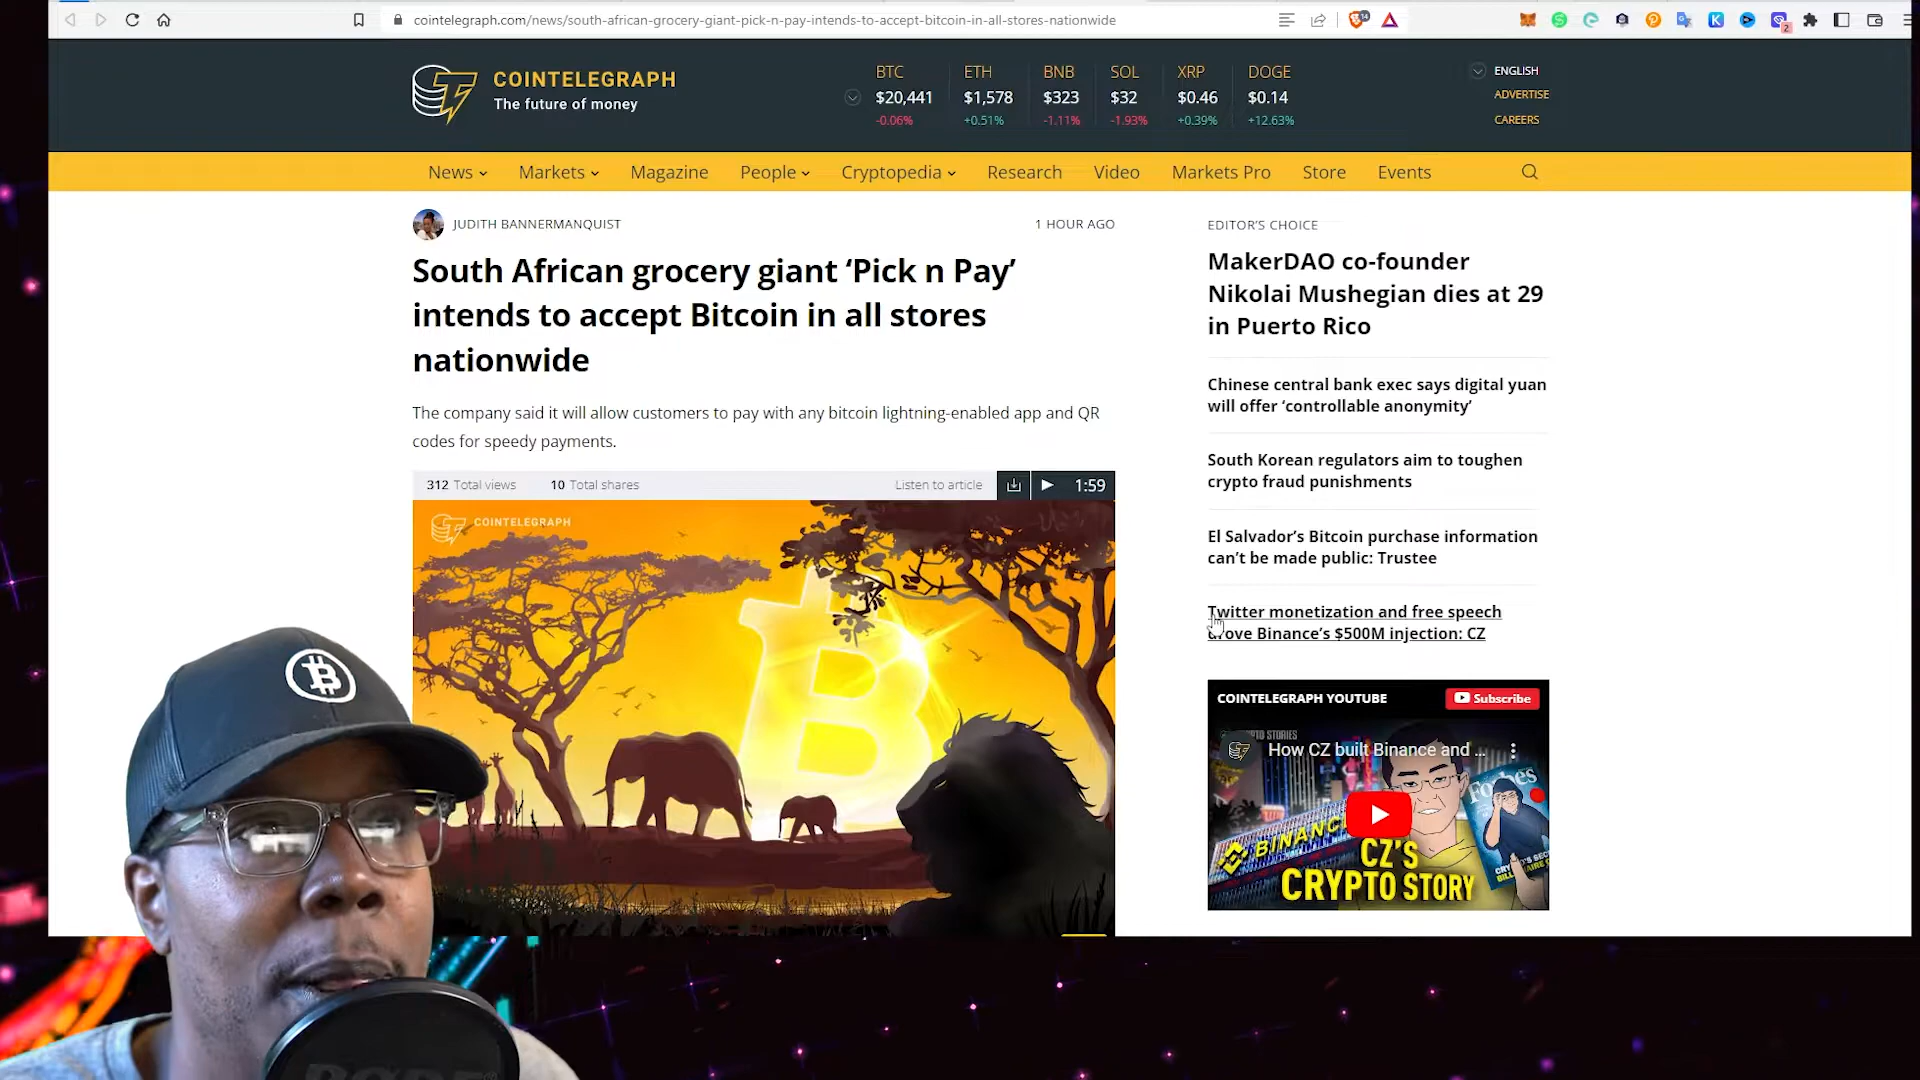 cointelegraph.com/news/south-african-grocery-giant-pick-n-pay-intends-to-accept-bitcoin-in-all-stores-nationwide
14
2
COINTELEGRAPH
The future of money
BTC ETH BNB SOL XRP DOGE
$20,441 $1,578 $323 $32 $0.46 $0.14
-0.06% +0.51% -1.11% -1.93% +0.39% +12.63%
ENGLISH
ADVERTISE
CAREERS
News Markets Magazine People Cryptopedia Research Video Markets Pro Store Events
JUDITH BANNERMANQUIST
1 HOUR AGO
South African grocery giant ‘Pick n Pay’
intends to accept Bitcoin in all stores
nationwide
The company said it will allow customers to pay with any bitcoin lightning-enabled app and QR
codes for speedy payments.
312 Total views 10 Total shares
Listen to article 1:59
COINTELEGRAPH
EDITOR’S CHOICE
MakerDAO co-founder
Nikolai Mushegian dies at 29
in Puerto Rico
Chinese central bank exec says digital yuan
will offer ‘controllable anonymity’
South Korean regulators aim to toughen
crypto fraud punishments
El Salvador’s Bitcoin purchase information
can’t be made public: Trustee
Twitter monetization and free speech
drove Binance’s $500M injection: CZ
COINTELEGRAPH YOUTUBE
Subscribe
How CZ built Binance and ...
Forbes
BINANCE
CZ’S
CRYPTO STORY